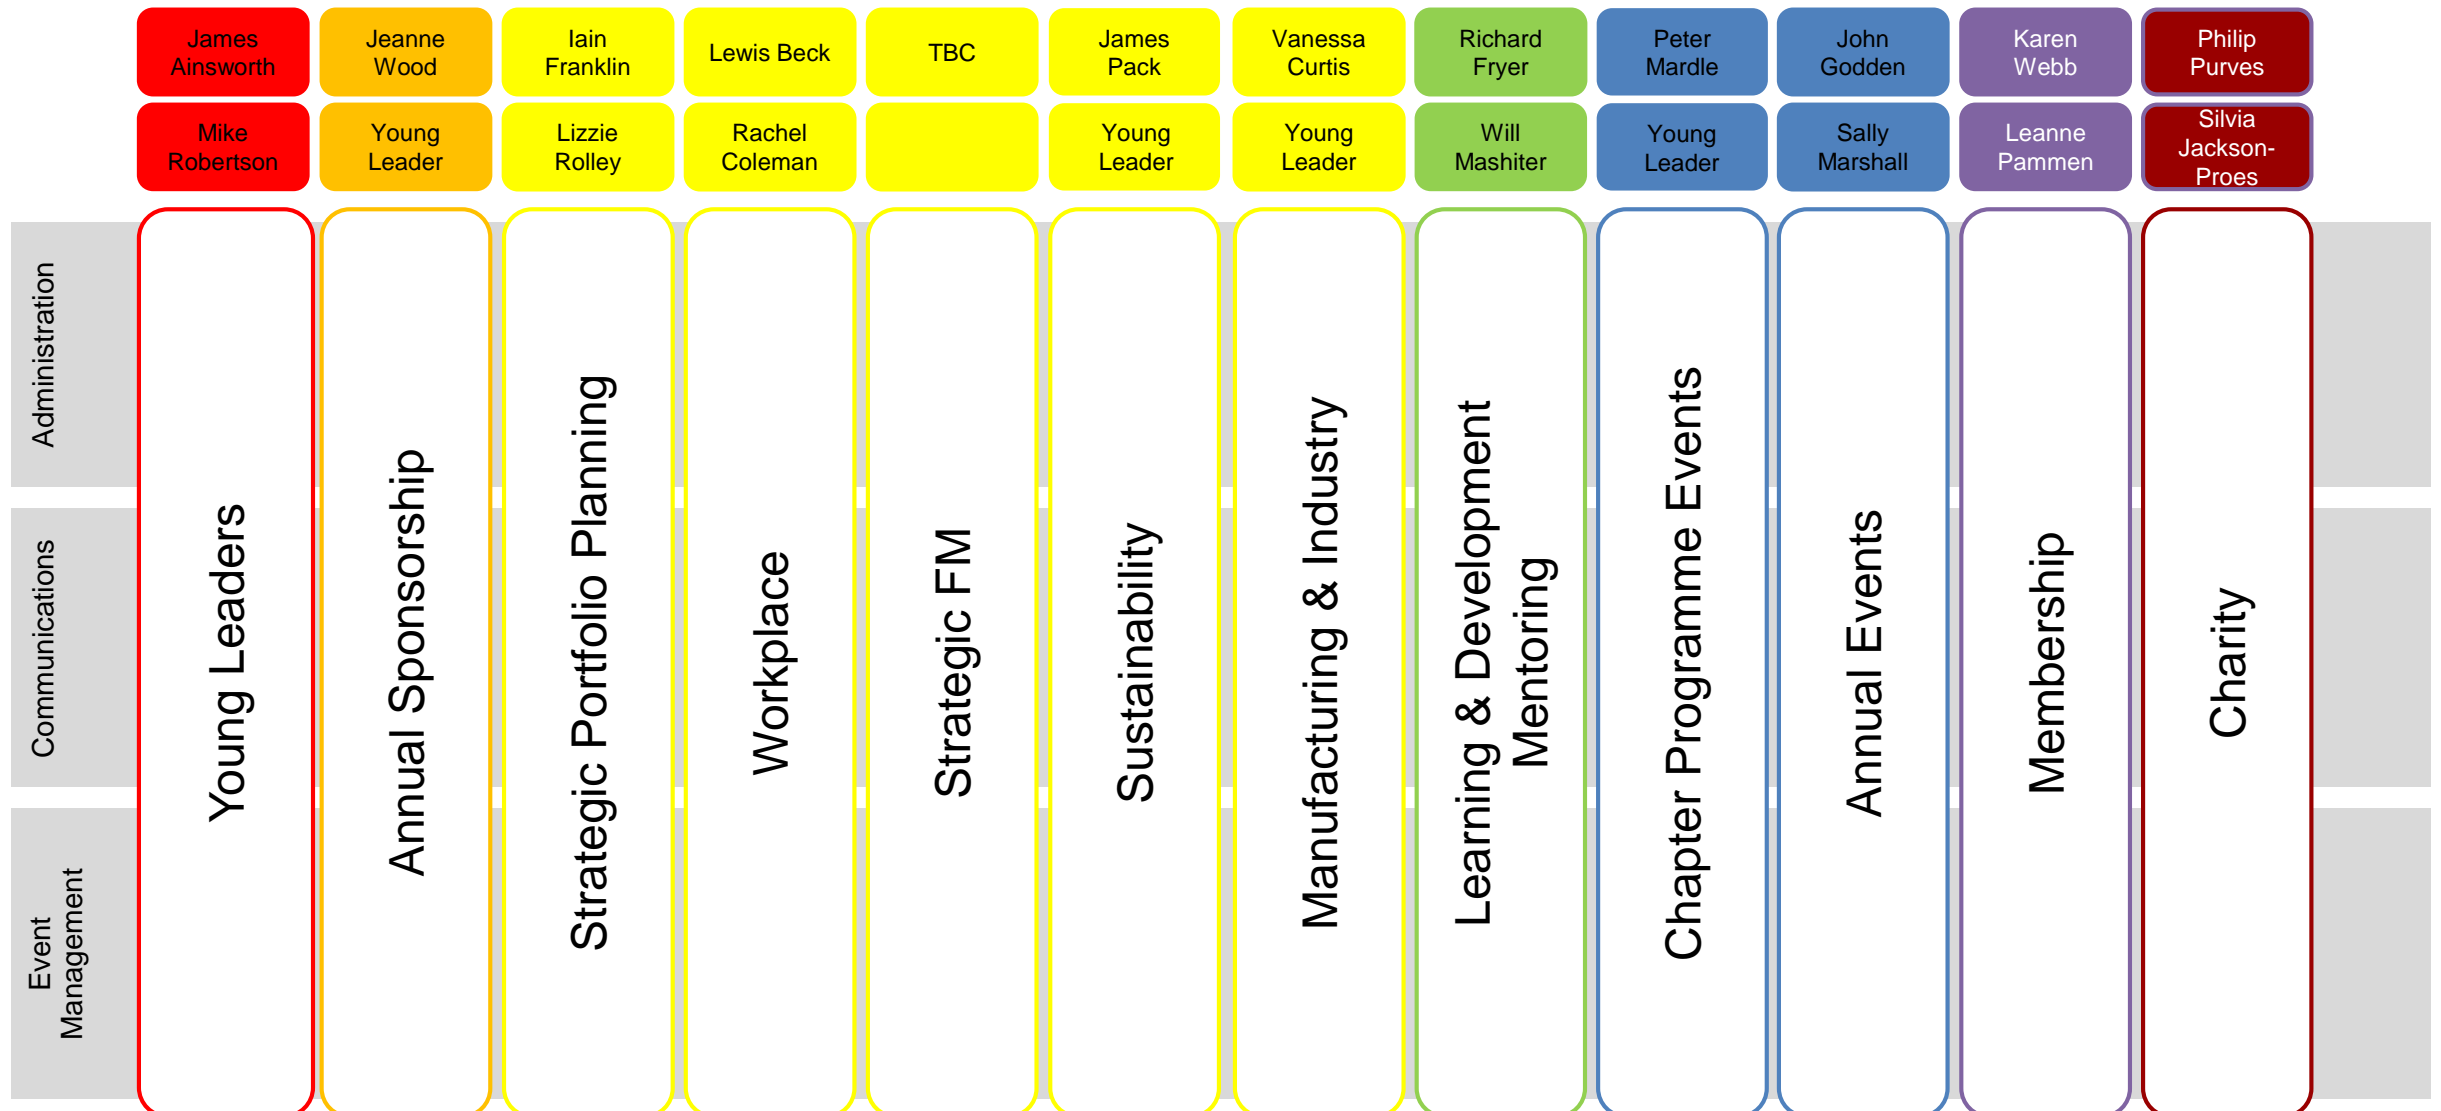 James
Ainsworth
Jeanne
Wood
Iain
Franklin
Lewis Beck
TBC
James
Pack
Vanessa
Curtis
Richard
Fryer
Peter
Mardle
John
Godden
Karen
Webb
Philip
Purves
Mike
Robertson
Young
Leader
Lizzie
Rolley
Rachel
Coleman
Young
Leader
Young
Leader
Will
Mashiter
Young
Leader
Sally
Marshall
Leanne
Pammen
Silvia
Jackson-
Proes
Administration
Communications
Event
Management
Young Leaders
Annual Sponsorship
Strategic Portfolio Planning
Workplace
Strategic FM
Sustainability
Manufacturing & Industry
Learning & Development
Mentoring
Chapter Programme Events
Annual Events
Membership
Charity